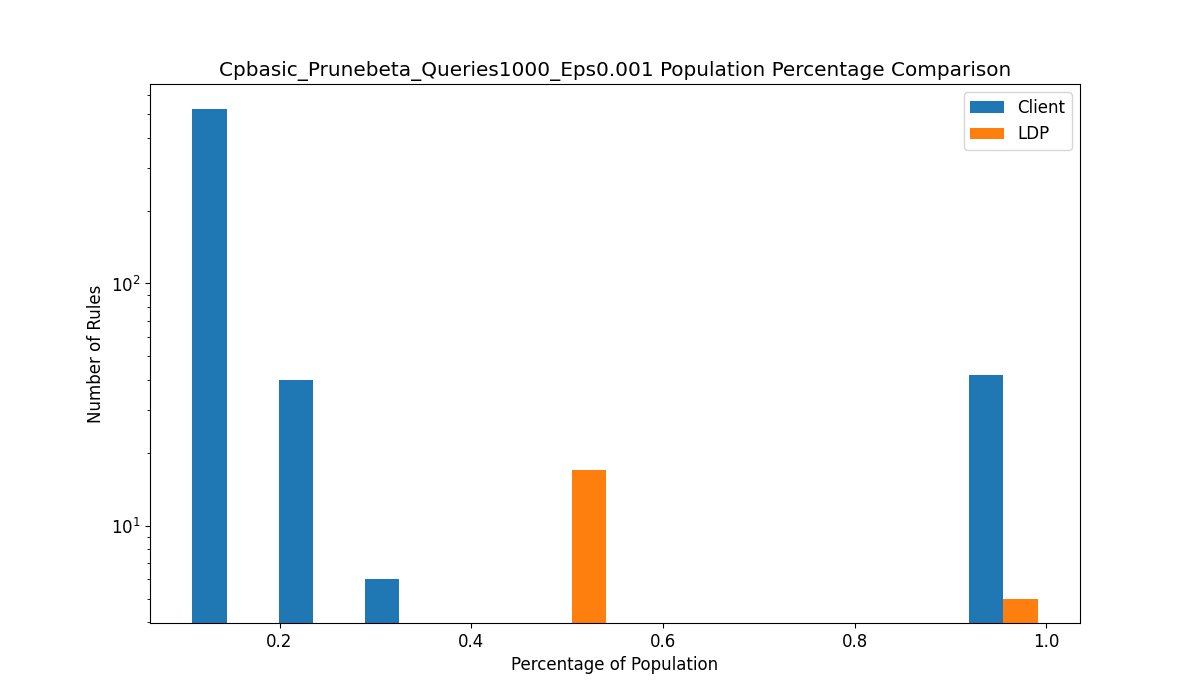 Cpbasic_Prunebeta_Queries1000_Eps0.001 Population Percentage Comparison
Client
LDP
Number of Rules
10²
10¹
0.2 0.4 0.6 0.8 1.0
Percentage of Population